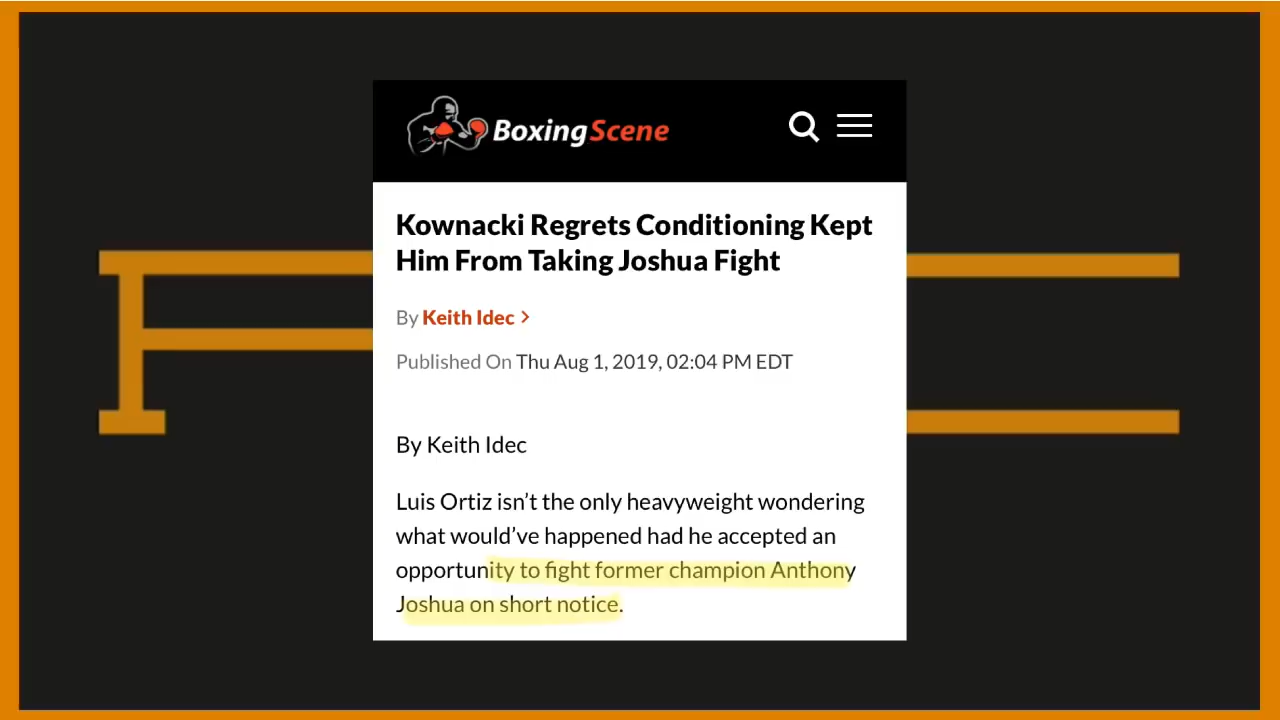 BoxingScene
Kownacki Regrets Conditioning Kept
Him From Taking Joshua Fight
By Keith Idec >
Published On Thu Aug 1, 2019, 02:04 PM EDT
By Keith Idec
Luis Ortiz isn’t the only heavyweight wondering
what would’ve happened had he accepted an
opportunity to fight former champion Anthony
Joshua on short notice.